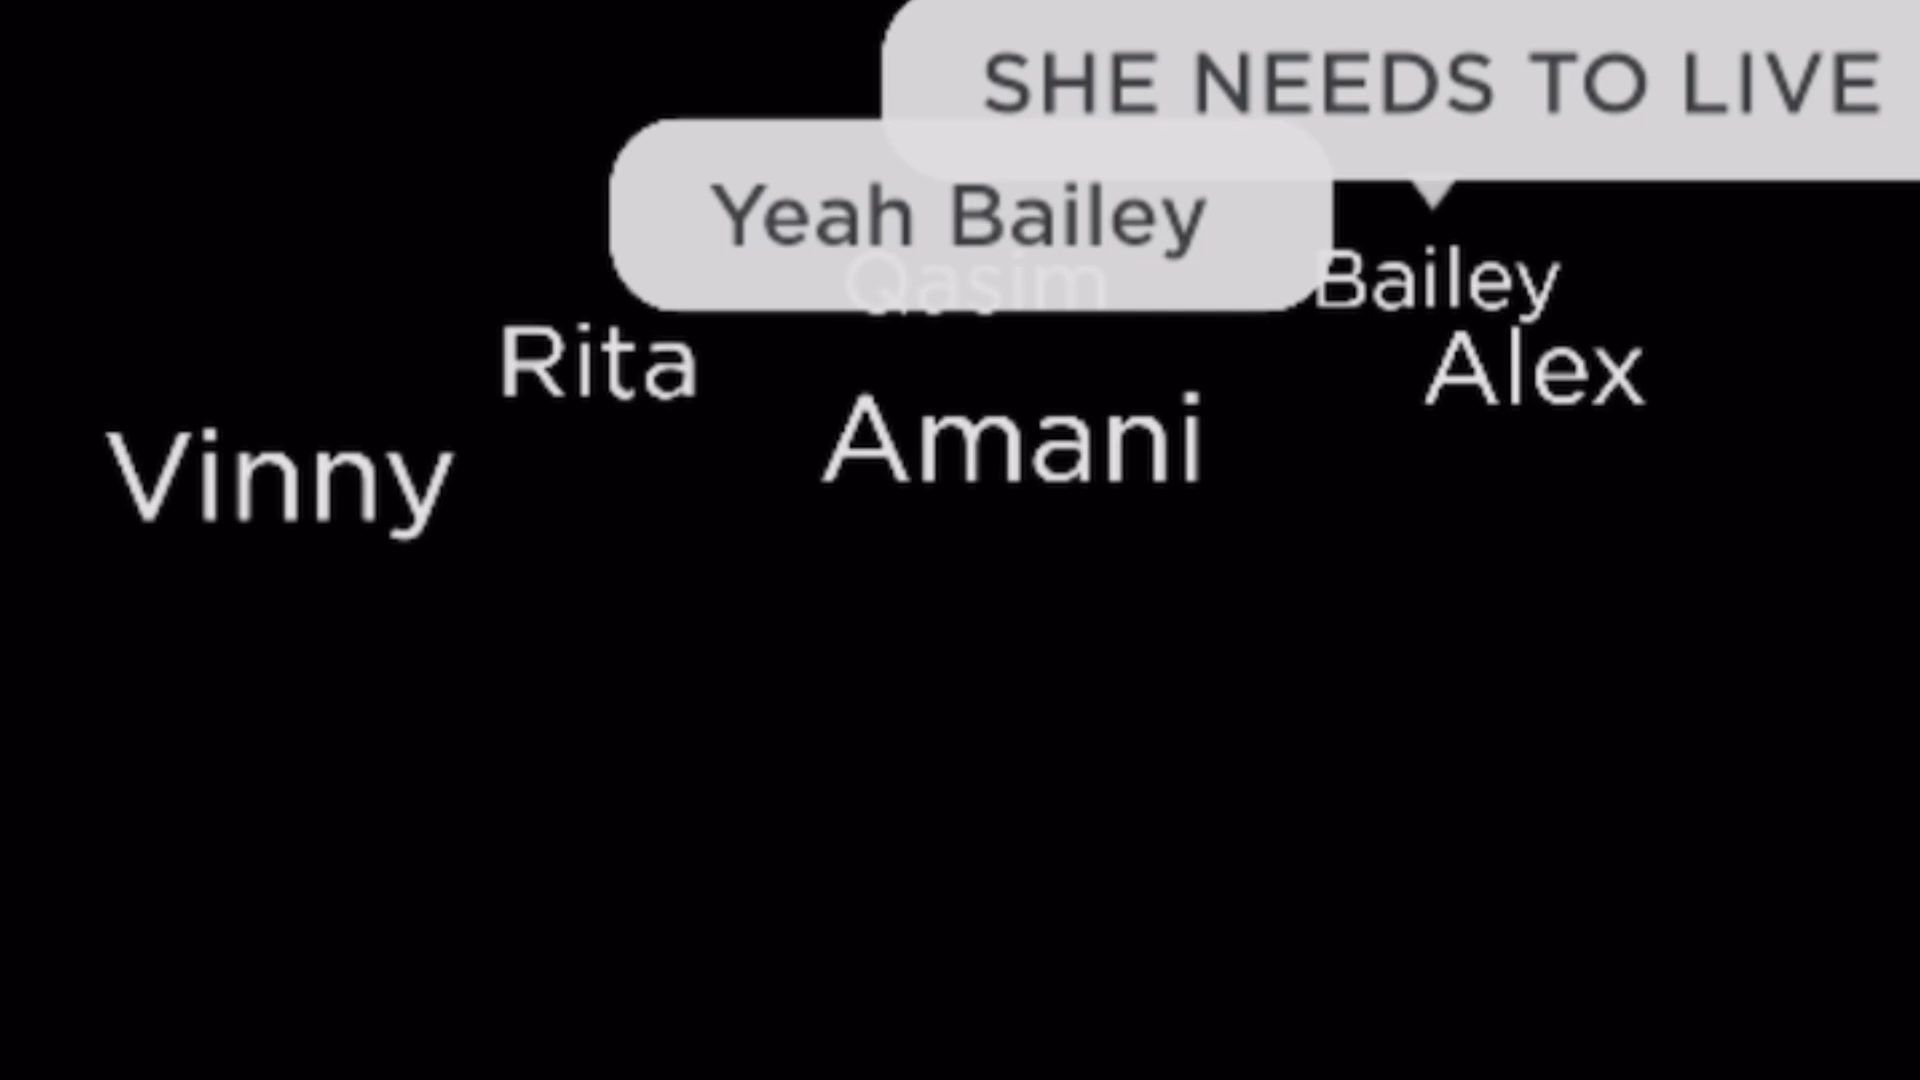 SHE NEEDS TO LIVE
Yeah Bailey
Qasim
Bailey
Rita
Alex
Amani
Vinny